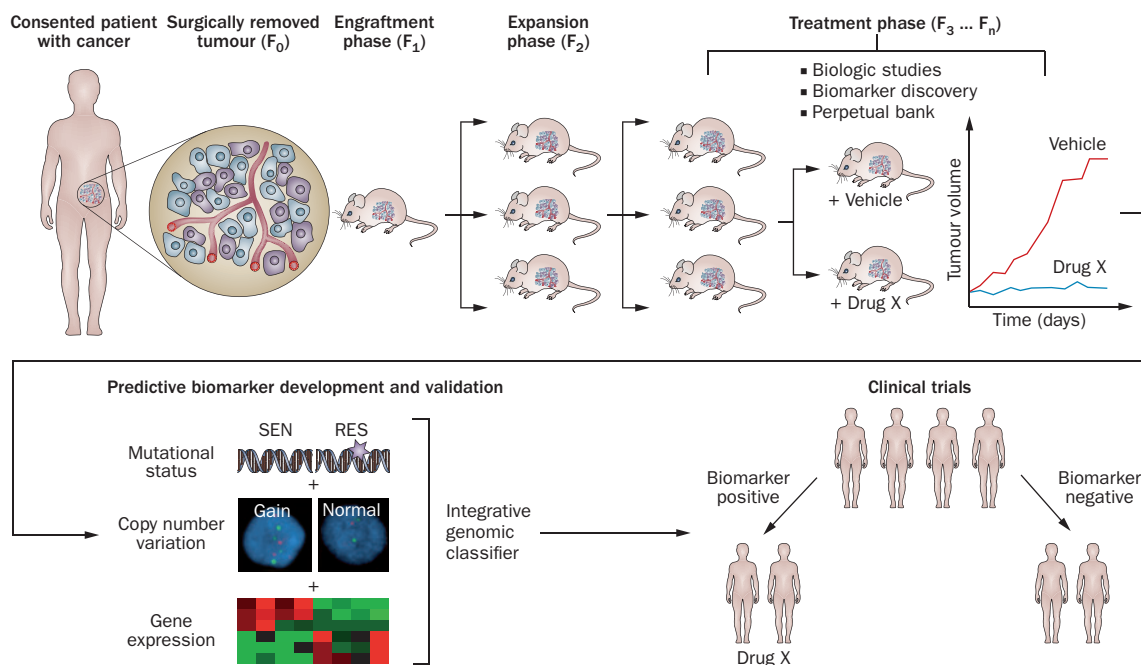 Consented patient
with cancer
Surgically removed
tumour (F0)
Engraftment
phase (F1)
Expansion
phase (F2)
Treatment phase (F3 ... Fn)
▪ Biologic studies
▪ Biomarker discovery
▪ Perpetual bank
+ Vehicle
+ Drug X
Tumour volume
Vehicle
Drug X
Time (days)
Predictive biomarker development and validation
SEN
RES
Mutational
status
+
Gain
Normal
Copy number
variation
+
Gene
expression
Integrative
genomic
classifier
Clinical trials
Biomarker
positive
Biomarker
negative
Drug X